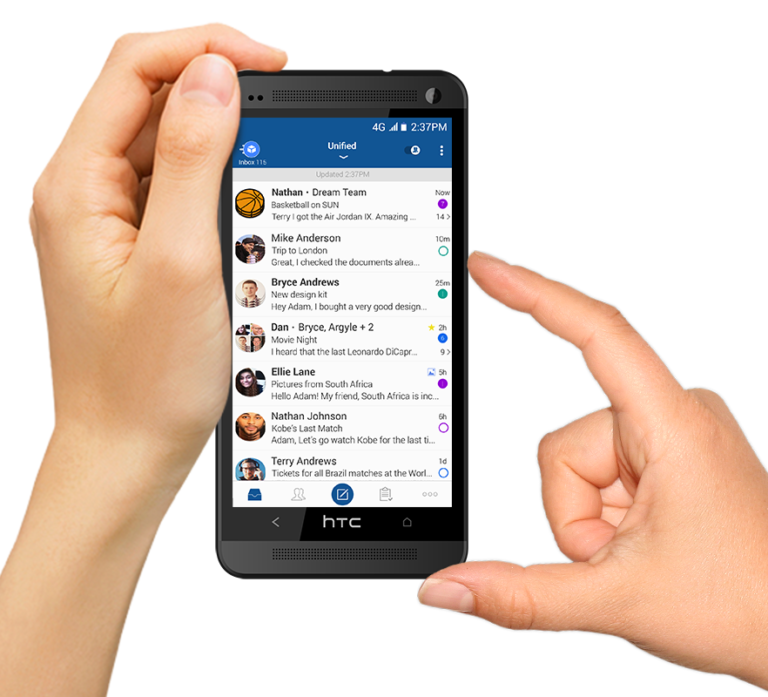 4G 2:37PM
Unified
Inbox 115
Updated 2:37PM
Nathan · Dream Team Now
Basketball on SUN 7
Terry I got the Air Jordan IX. Amazing ... 14 >
Mike Anderson 10m
Trip to London
Great, I checked the documents alrea...
Bryce Andrews 25m
New design kit
Hey Adam, I bought a very good design...
Dan · Bryce, Argyle + 2 2h
Movie Night 6
I heard that the last Leonardo DiCapr... 9 >
Ellie Lane 5h
Pictures from South Africa
Hello Adam! My friend, South Africa is inc...
Nathan Johnson 6h
Kobe's Last Match
Adam, Let's go watch Kobe for the last ti...
Terry Andrews 1d
Tickets for all Brazil matches at the Worl...
hTC